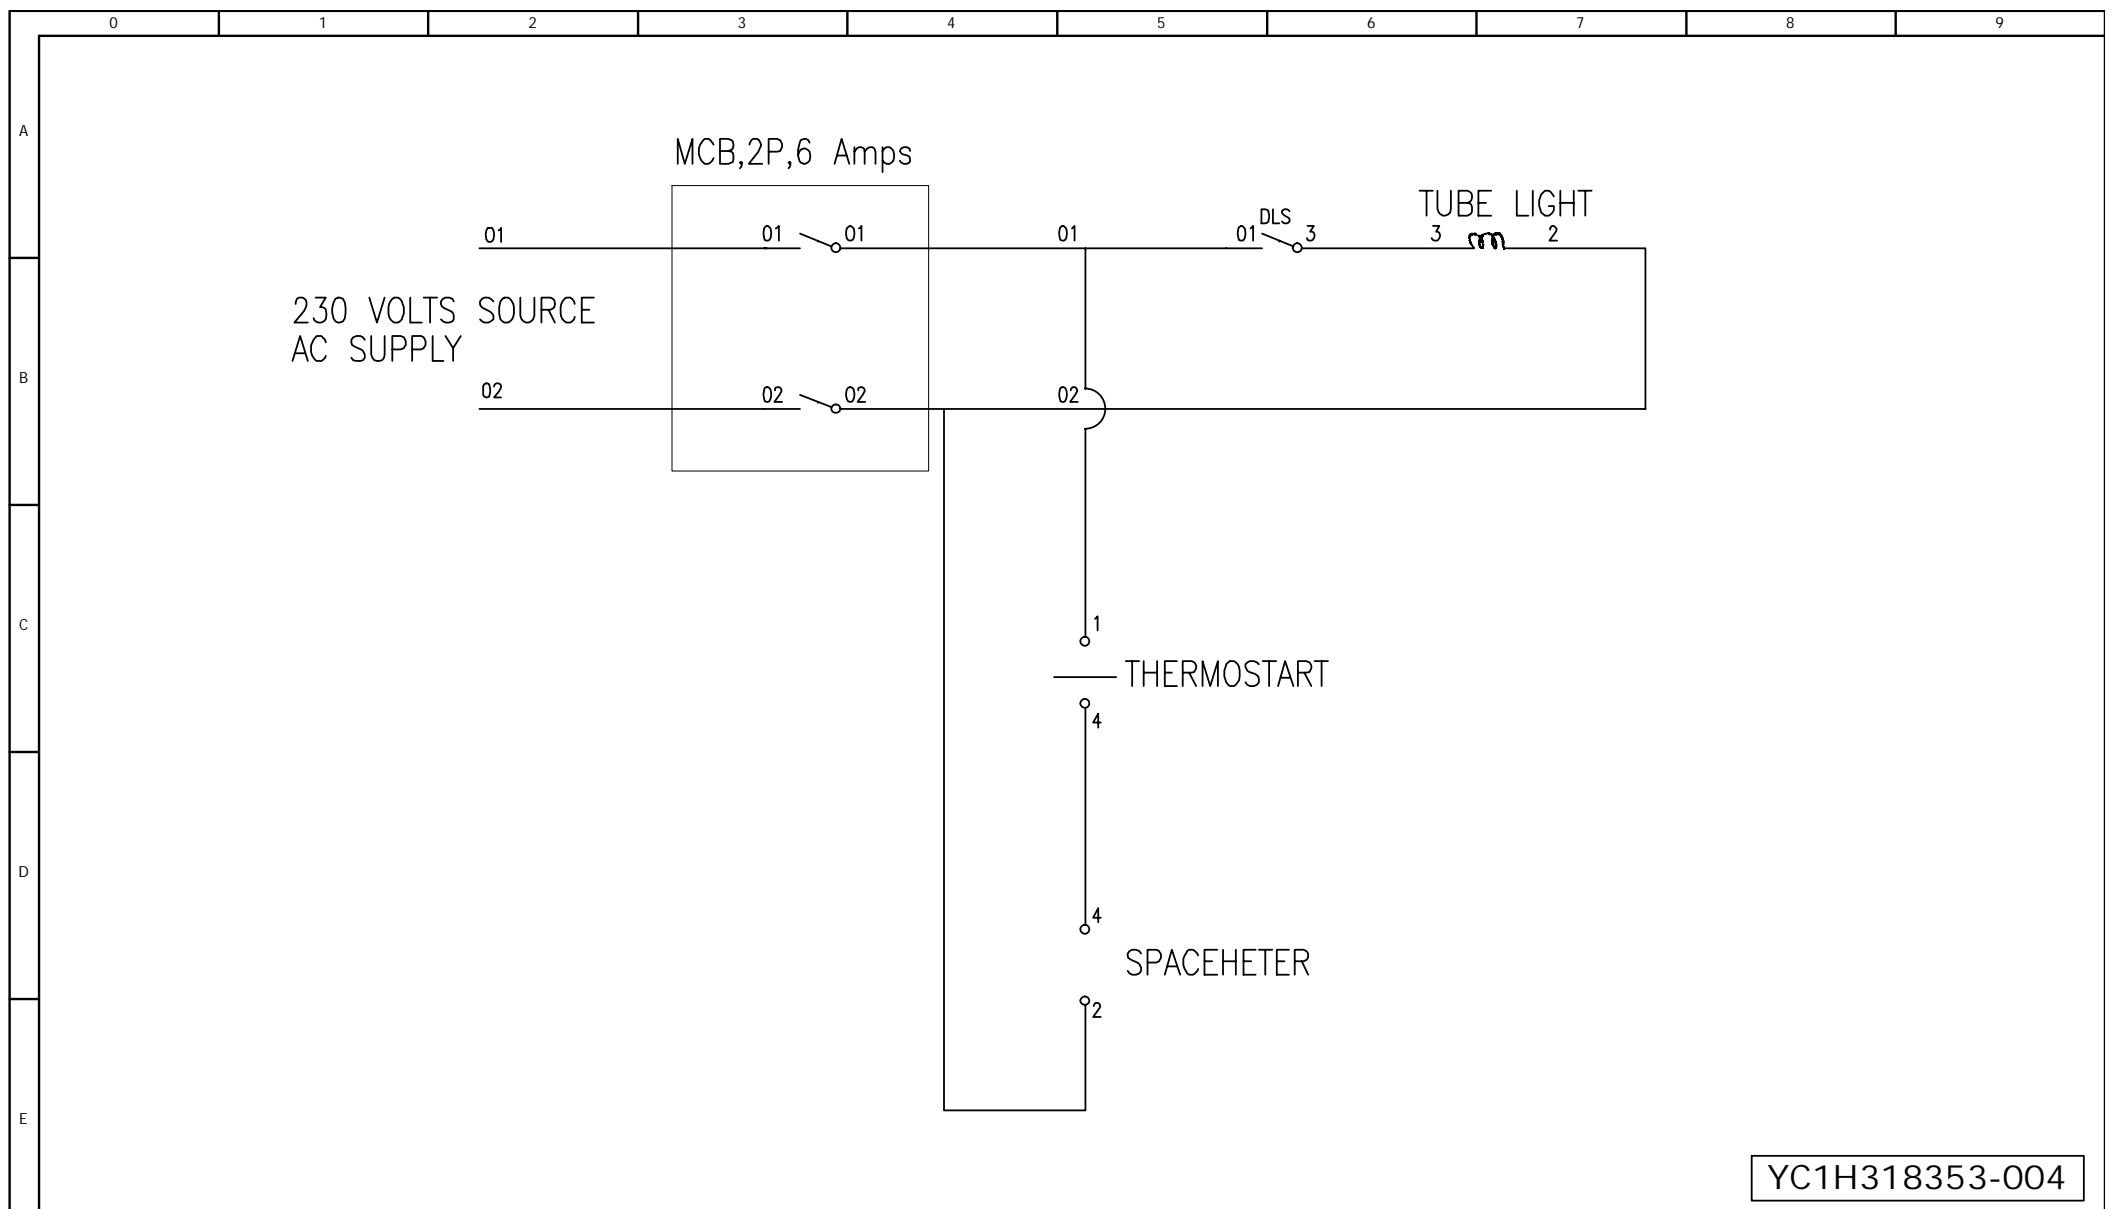 0 1 2 3 4 5 6 7 8 9
A
MCB,2P,6 Amps
TUBE LIGHT
DLS
01 01 01 01 01 3 3 2
230 VOLTS SOURCE
AC SUPPLY
B
02 02 02 02
C
1
THERMOSTART
4
D
4
SPACEHETER
2
E
YC1H318353-004